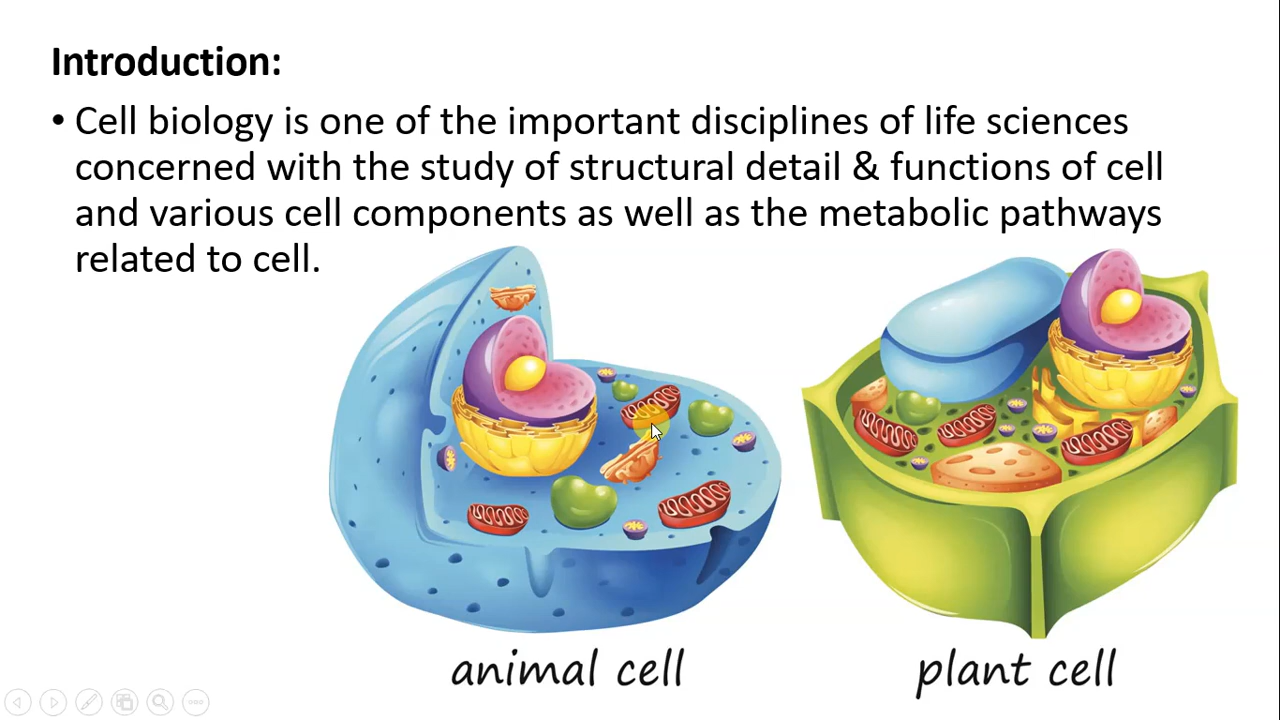 Introduction:
• Cell biology is one of the important disciplines of life sciences
concerned with the study of structural detail & functions of cell
and various cell components as well as the metabolic pathways
related to cell.
animal cell
plant cell